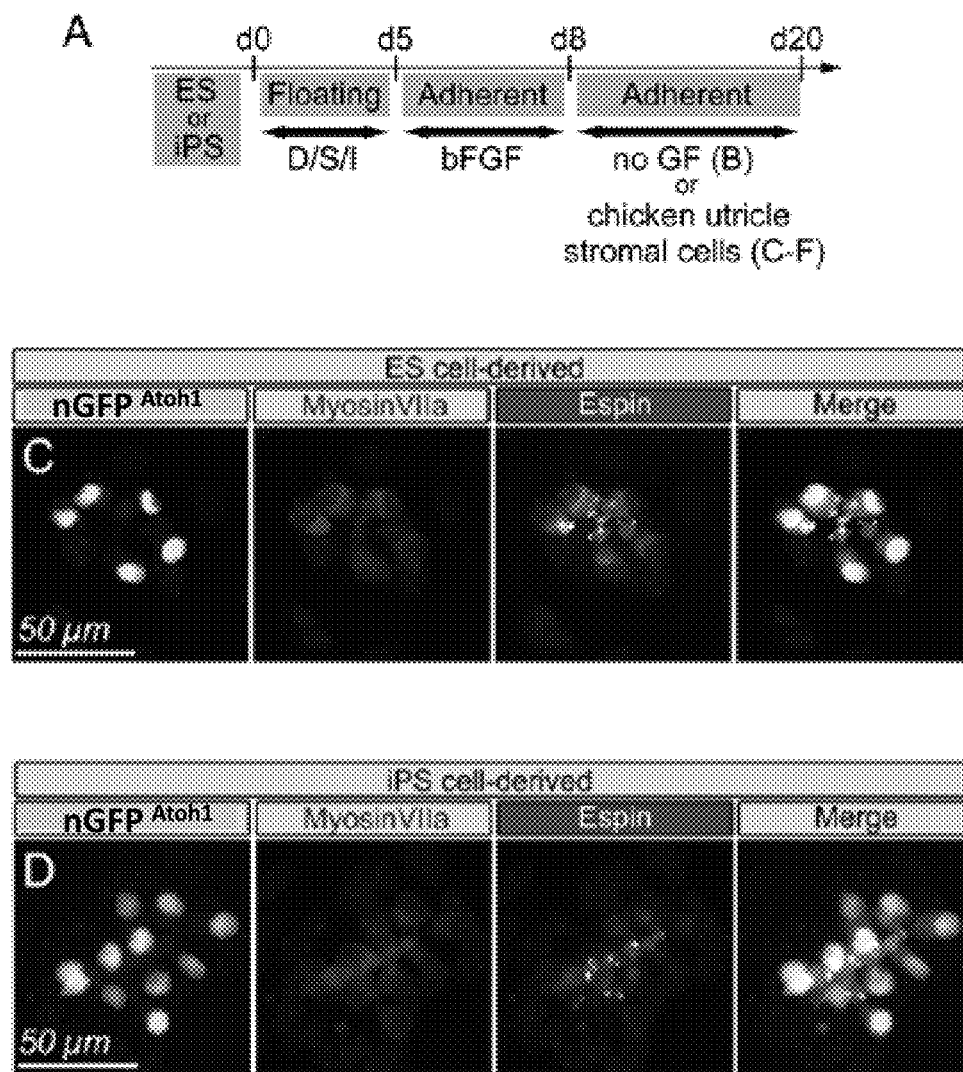 A
d0 d5 d8 d20
ES or iPS
Floating Adherent Adherent
D/S/I bFGF no GF (B)
or
chicken utricle
stromal cells (C-F)
ES cell-derived
nGFP Atoh1 MyosinVIIa Espin Merge
C
50 µm
iPS cell-derived
nGFP Atoh1 MyosinVIIa Espin Merge
D
50 µm